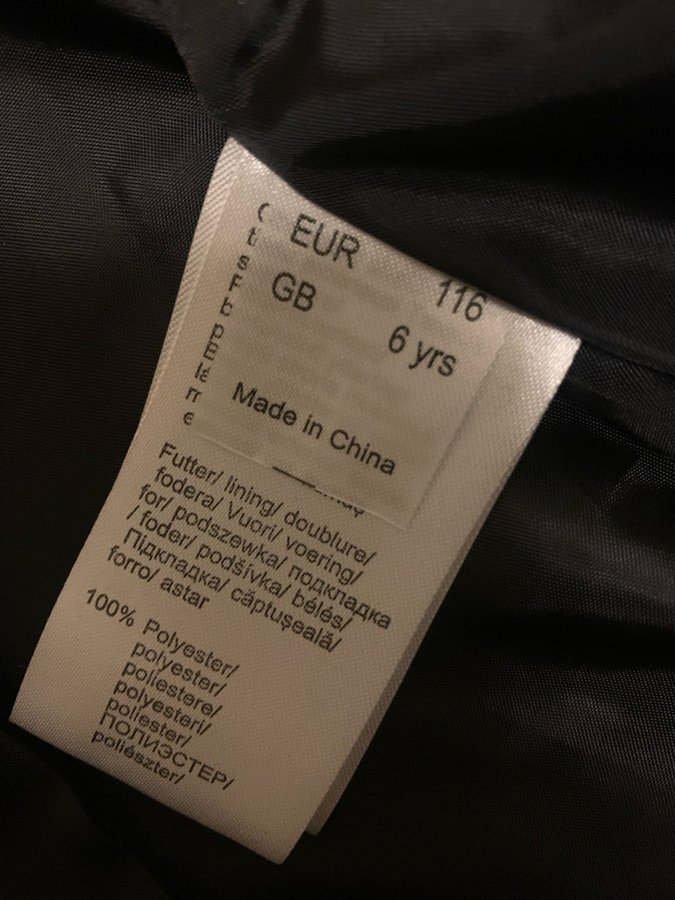 EUR 116
GB 6 yrs
Made in China
Futter/ lining/ doublure/
fodera/ Vuori/ voering/
for/ podszewka/ подкладка
/ foder/ podšívka/ bélés/
Підкладка/ căptuşeală/
forro/ astar
100% Polyester/
polyester/
poliestere/
polyesteri/
poliester/
ПОЛИЭСТЕР/
poliészter/